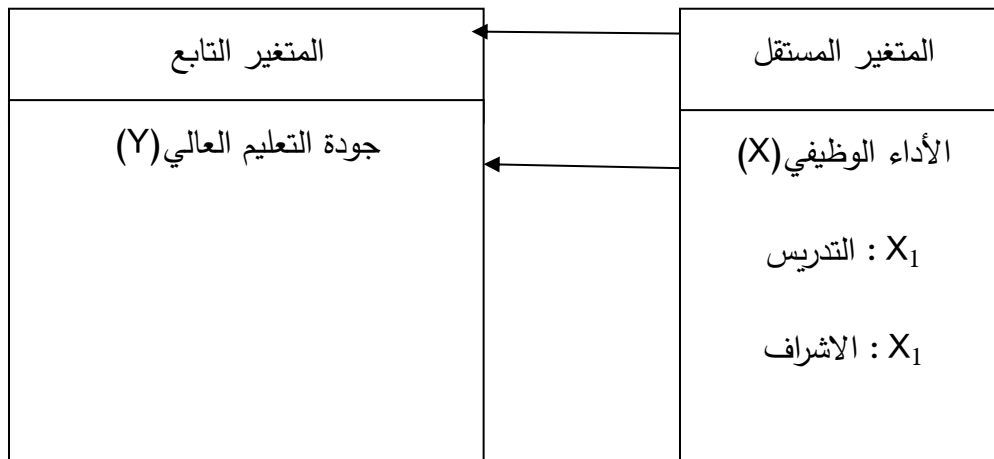 المتغير المستقل
المتغير التابع
الأداء الوظيفي(X)
جودة التعليم العالي(Y)
X₁ : التدريس
X₁ : الاشراف